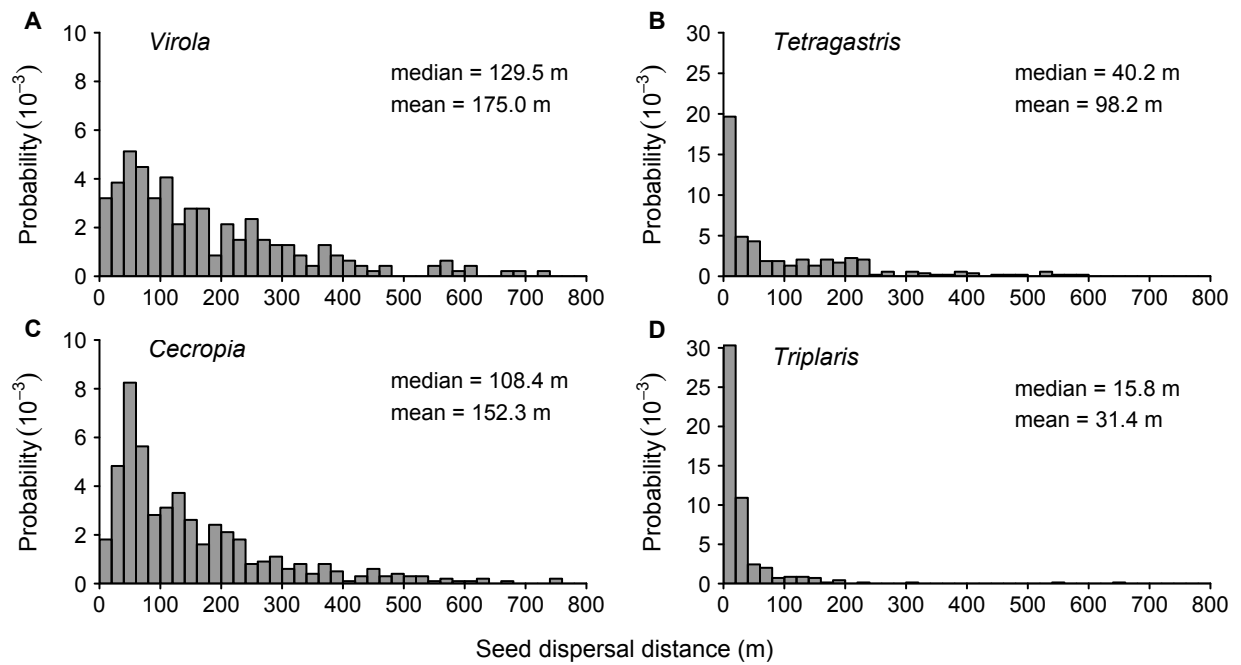 A
Virola
median = 129.5 m
mean = 175.0 m
Probability (10⁻³)
10
8
6
4
2
0
0 100 200 300 400 500 600 700 800
B
Tetragastris
median = 40.2 m
mean = 98.2 m
Probability (10⁻³)
30
25
20
15
10
5
0
0 100 200 300 400 500 600 700 800
C
Cecropia
median = 108.4 m
mean = 152.3 m
Probability (10⁻³)
10
8
6
4
2
0
0 100 200 300 400 500 600 700 800
D
Triplaris
median = 15.8 m
mean = 31.4 m
Probability (10⁻³)
30
25
20
15
10
5
0
0 100 200 300 400 500 600 700 800
Seed dispersal distance (m)